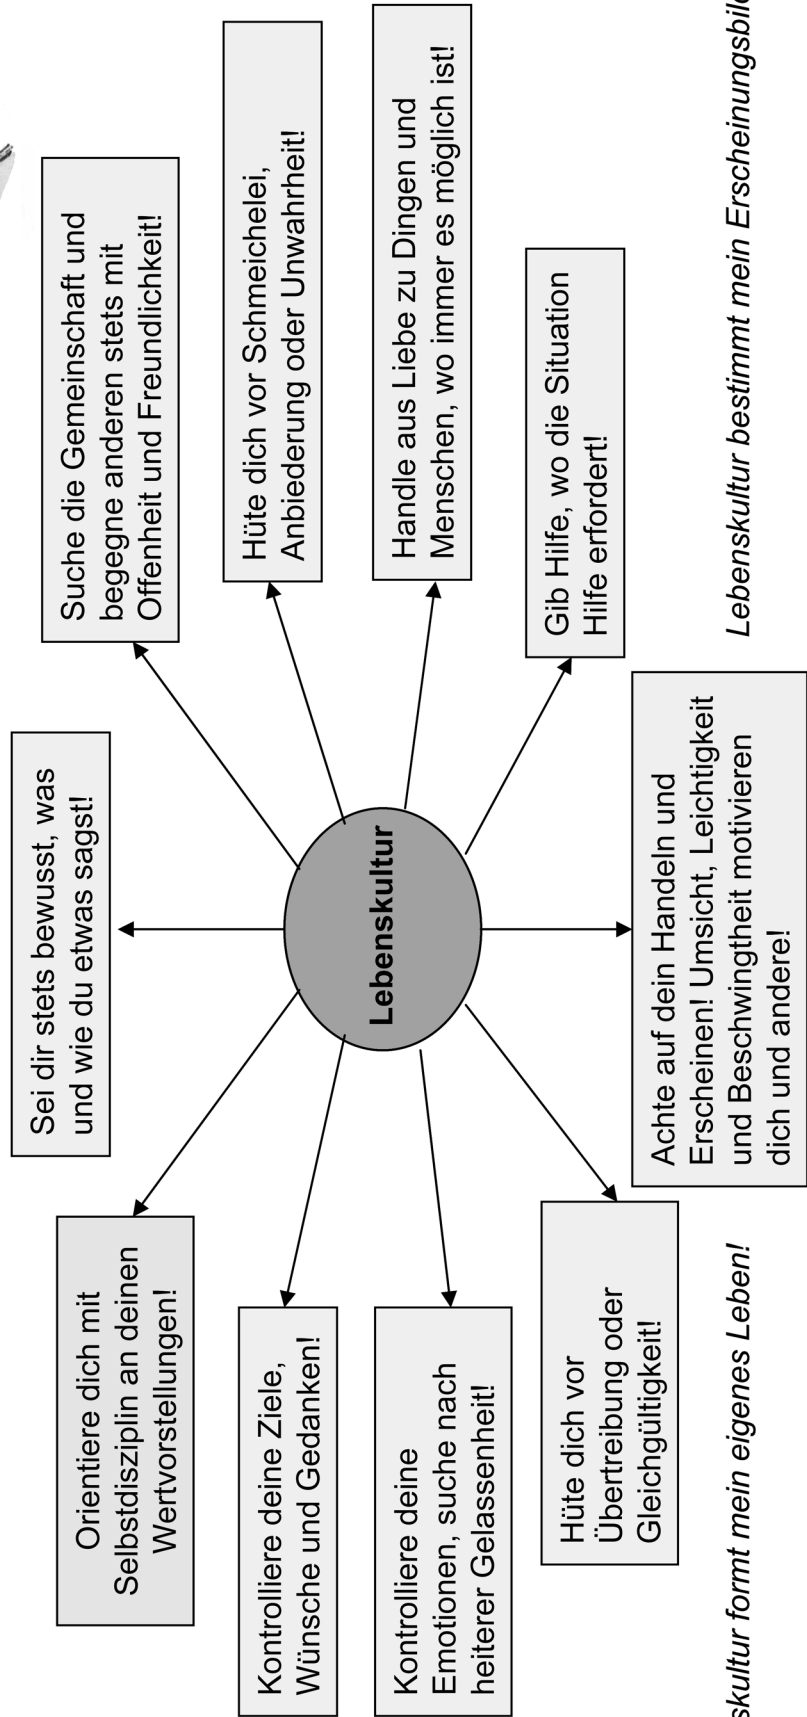 Sei dir stets bewusst, was
und wie du etwas sagst!
Orientiere dich mit
Selbstdisziplin an deinen
Wertvorstellungen!
Suche die Gemeinschaft und
begegne anderen stets mit
Offenheit und Freundlichkeit!
Kontrolliere deine Ziele,
Wünsche und Gedanken!
Hüte dich vor Schmeichelei,
Anbiederung oder Unwahrheit!
Lebenskultur
Kontrolliere deine
Emotionen, suche nach
heiterer Gelassenheit!
Handle aus Liebe zu Dingen und
Menschen, wo immer es möglich ist!
Hüte dich vor
Übertreibung oder
Gleichgültigkeit!
Gib Hilfe, wo die Situation
Hilfe erfordert!
Achte auf dein Handeln und
Erscheinen! Umsicht, Leichtigkeit
und Beschwingtheit motivieren
dich und andere!
skultur formt mein eigenes Leben!
Lebenskultur bestimmt mein Erscheinungsbild